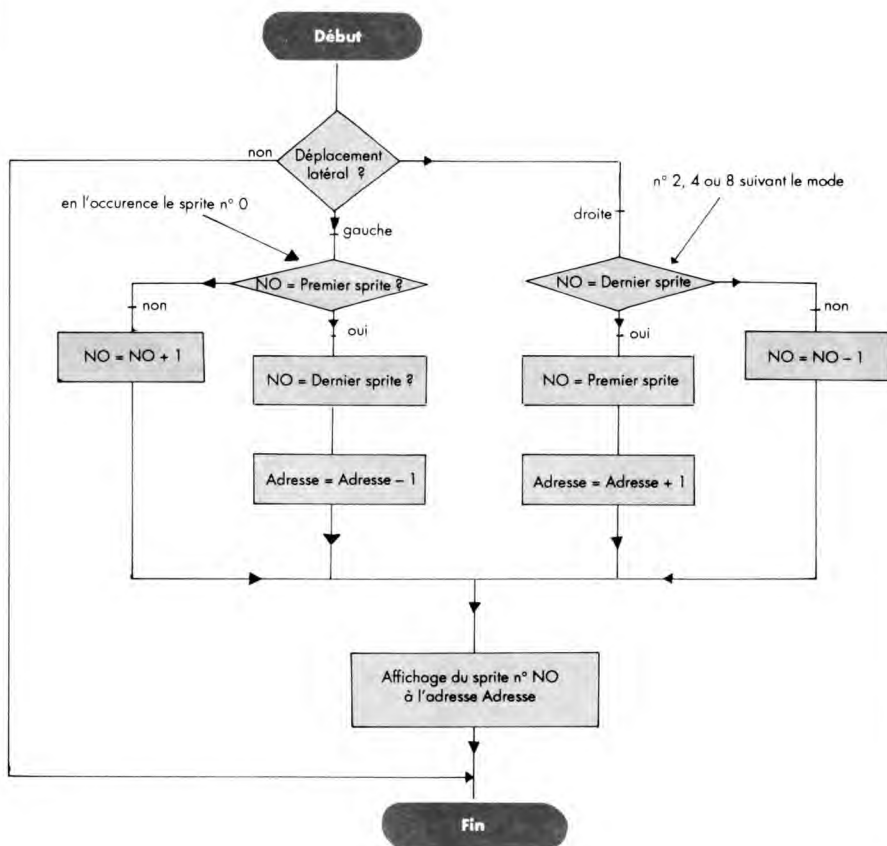 Début
non
Déplacement
latéral ?
n° 2, 4 ou 8 suivant le mode
en l'occurence le sprite n° 0
droite
gauche
NO = Premier sprite ?
NO = Dernier sprite
non
oui
oui
non
NO = NO + 1
NO = Dernier sprite ?
NO = Premier sprite
NO = NO – 1
Adresse = Adresse – 1
Adresse = Adresse + 1
Affichage du sprite n° NO
à l'adresse Adresse
Fin